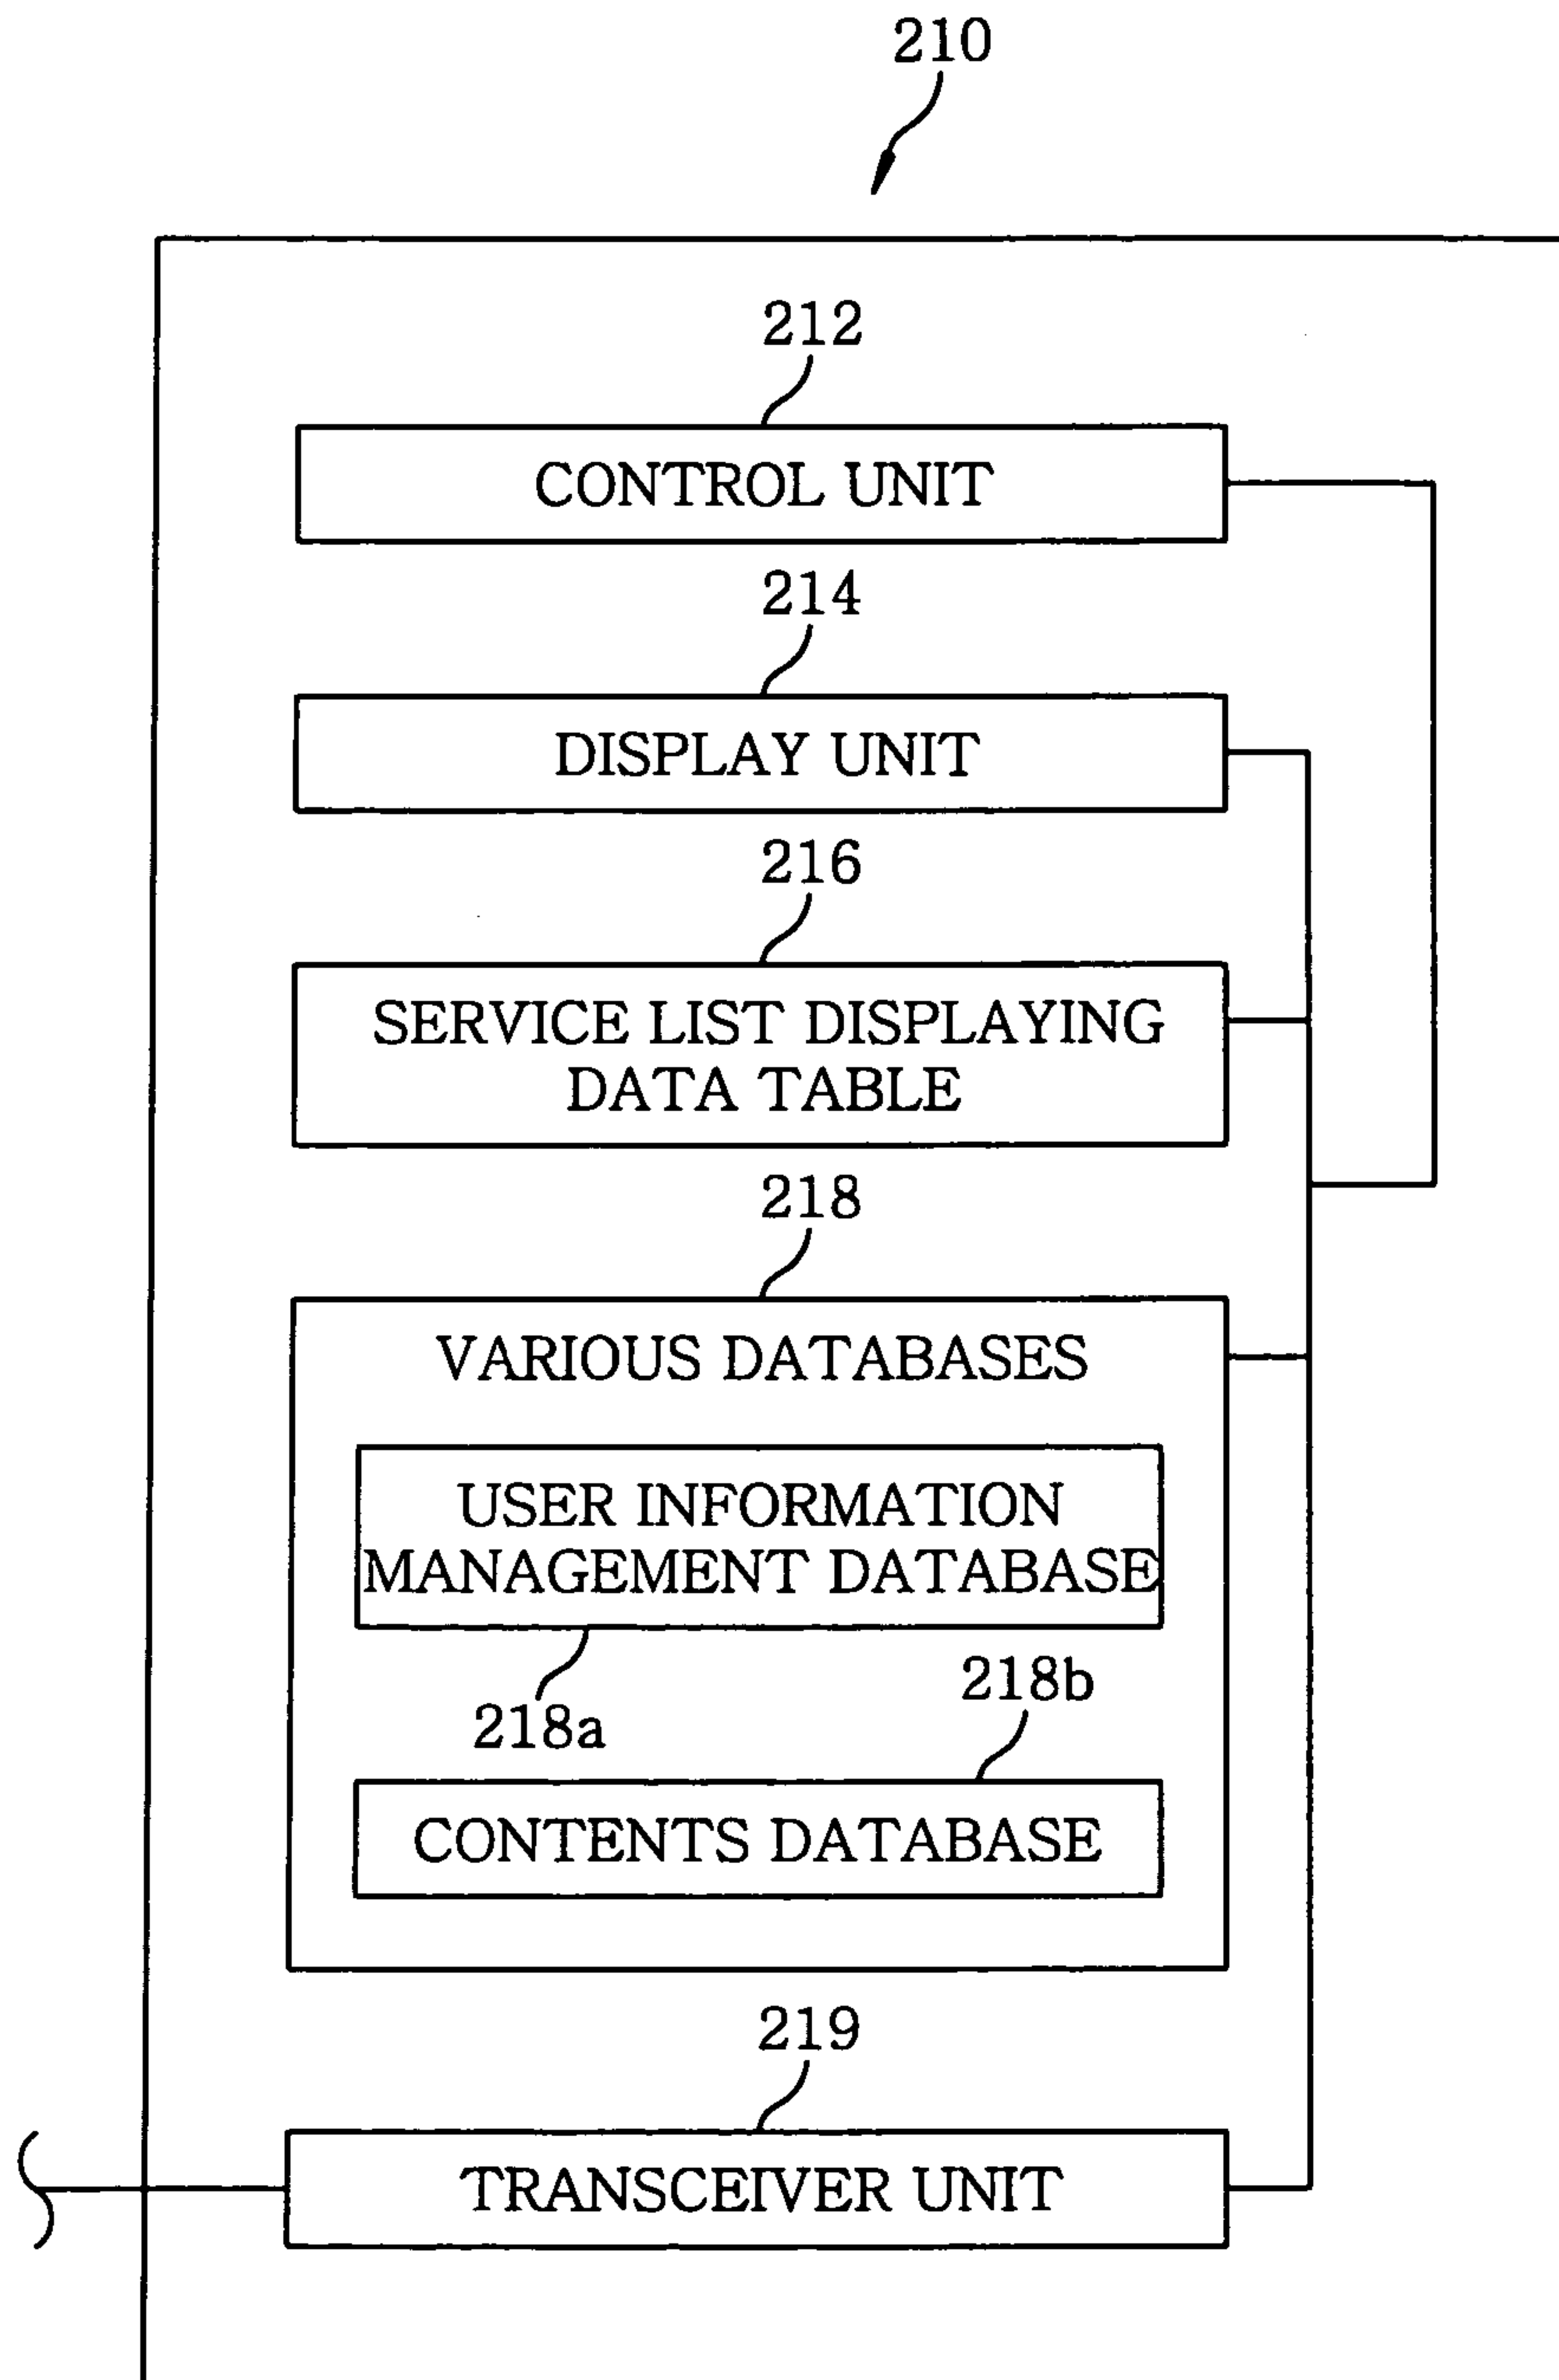 210
212
CONTROL UNIT
214
DISPLAY UNIT
216
SERVICE LIST DISPLAYING
DATA TABLE
218
VARIOUS DATABASES
USER INFORMATION
MANAGEMENT DATABASE
218a
218b
CONTENTS DATABASE
219
TRANSCEIVER UNIT